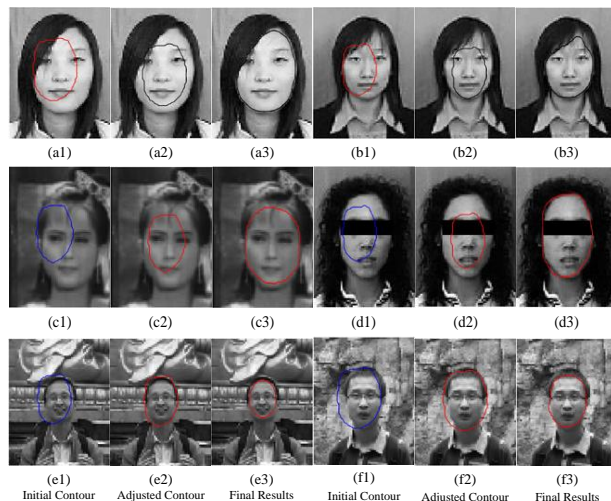 (a1) (a2) (a3) (b1) (b2) (b3)
(c1) (c2) (c3) (d1) (d2) (d3)
(e1) (e2) (e3) (f1) (f2) (f3)
Initial Contour Adjusted Contour Final Results Initial Contour Adjusted Contour Final Results